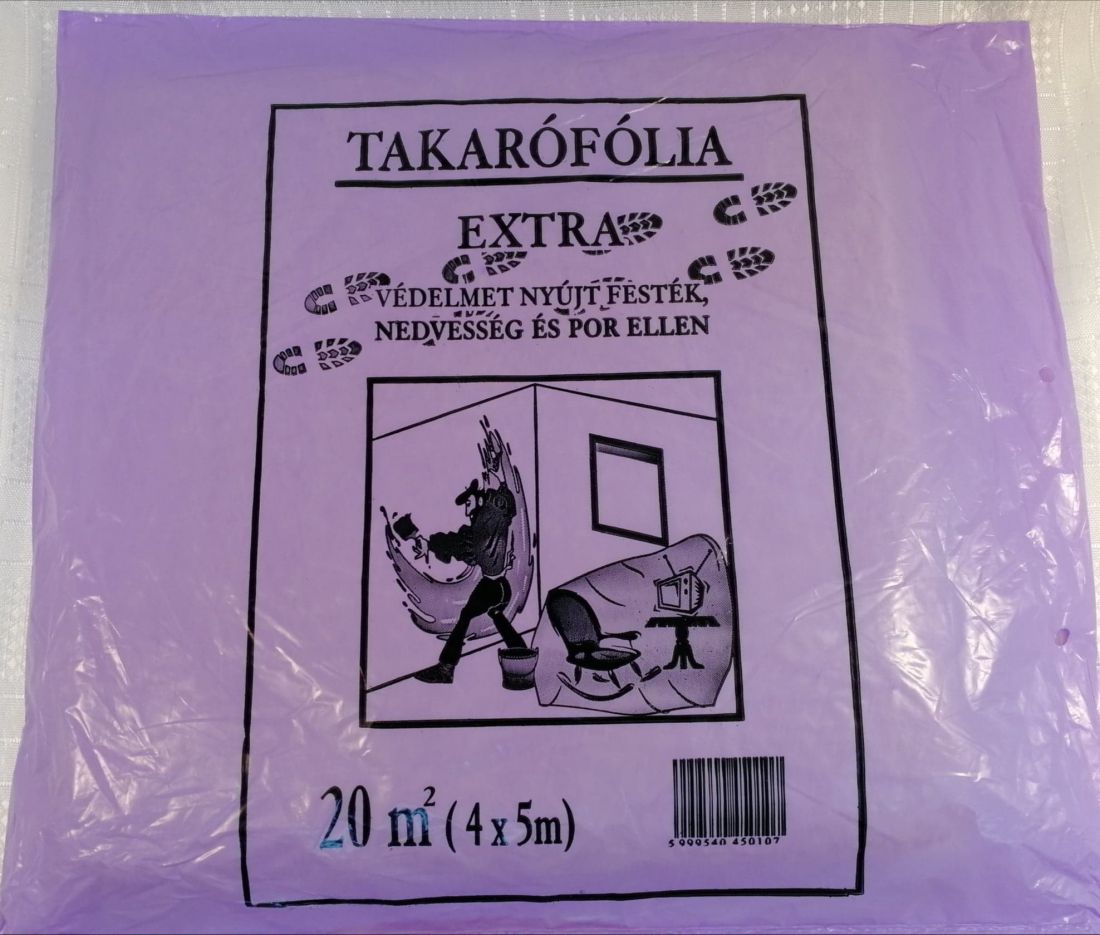 TAKARÓFÓLIA
EXTRA
VÉDELMET NYÚJT FESTÉK,
NEDVESSÉG ÉS POR ELLEN
20 m² (4 x 5m)
5 999540 450107